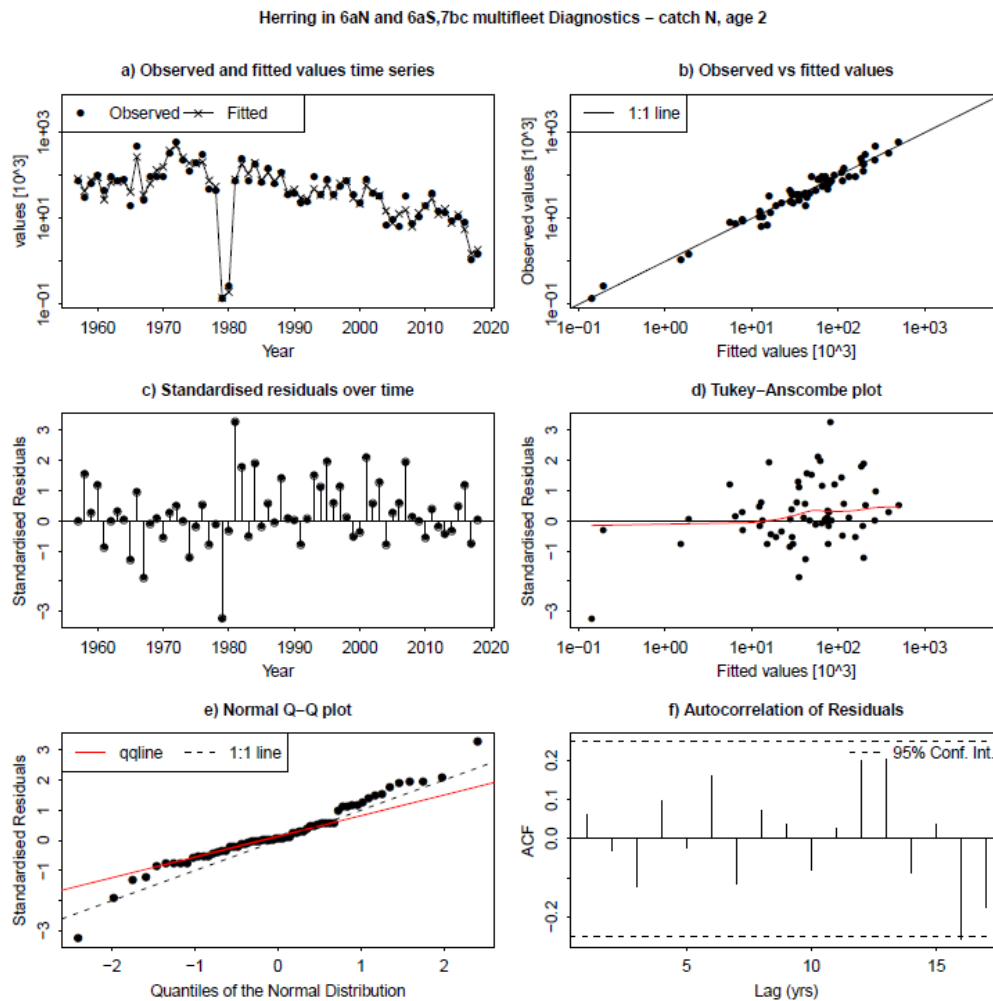 Herring in 6aN and 6aS,7bc multifleet Diagnostics − catch N, age 2
a) Observed and fitted values time series
Observed Fitted
values [10^3]
1e+03
1e+01
1e−01
1960 1970 1980 1990 2000 2010 2020
Year
b) Observed vs fitted values
1:1 line
Observed values [10^3]
1e+03
1e+01
1e−01
1e−01 1e+00 1e+01 1e+02 1e+03
Fitted values [10^3]
c) Standardised residuals over time
Standardised Residuals
3
2
1
0
−1
−3
1960 1970 1980 1990 2000 2010 2020
Year
d) Tukey−Anscombe plot
Standardised Residuals
3
2
1
0
−1
−3
1e−01 1e+00 1e+01 1e+02 1e+03
Fitted values [10^3]
e) Normal Q−Q plot
qqline 1:1 line
Standardised Residuals
3
2
1
0
−1
−3
−2 −1 0 1 2
Quantiles of the Normal Distribution
f) Autocorrelation of Residuals
95% Conf. Int.
ACF
0.2
0.0
−0.2
5 10 15
Lag (yrs)